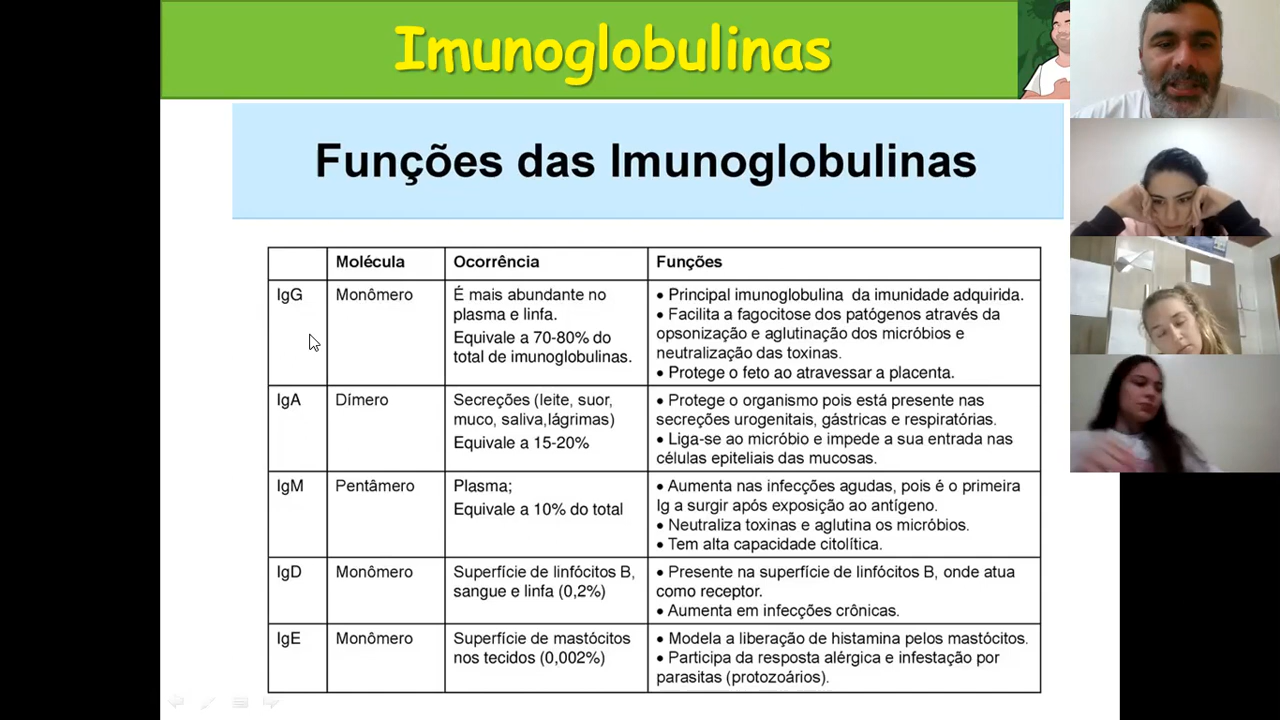 Imunoglobulinas
Funções das Imunoglobulinas
Molécula Ocorrência Funções
IgG Monômero É mais abundante no
plasma e linfa.
Equivale a 70-80% do
total de imunoglobulinas.
• Principal imunoglobulina da imunidade adquirida.
• Facilita a fagocitose dos patógenos através da
opsonização e aglutinação dos micróbios e
neutralização das toxinas.
• Protege o feto ao atravessar a placenta.
IgA Dímero Secreções (leite, suor,
muco, saliva,lágrimas)
Equivale a 15-20%
• Protege o organismo pois está presente nas
secreções urogenitais, gástricas e respiratórias.
• Liga-se ao micróbio e impede a sua entrada nas
células epiteliais das mucosas.
IgM Pentâmero Plasma;
Equivale a 10% do total
• Aumenta nas infecções agudas, pois é o primeira
Ig a surgir após exposição ao antígeno.
• Neutraliza toxinas e aglutina os micróbios.
• Tem alta capacidade citolítica.
IgD Monômero Superfície de linfócitos B,
sangue e linfa (0,2%)
• Presente na superfície de linfócitos B, onde atua
como receptor.
• Aumenta em infecções crônicas.
IgE Monômero Superfície de mastócitos
nos tecidos (0,002%)
• Modela a liberação de histamina pelos mastócitos.
• Participa da resposta alérgica e infestação por
parasitas (protozoários).